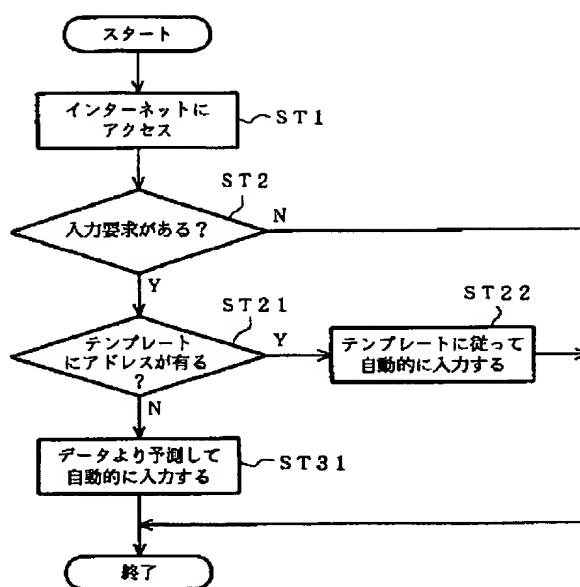 スタート
インターネットに
アクセス
ST1
ST2
入力要求がある？
N
Y
ST21
テンプレート
にアドレスが有る
？
Y
N
ST22
テンプレートに従って
自動的に入力する
データより予測して
自動的に入力する
ST31
終了